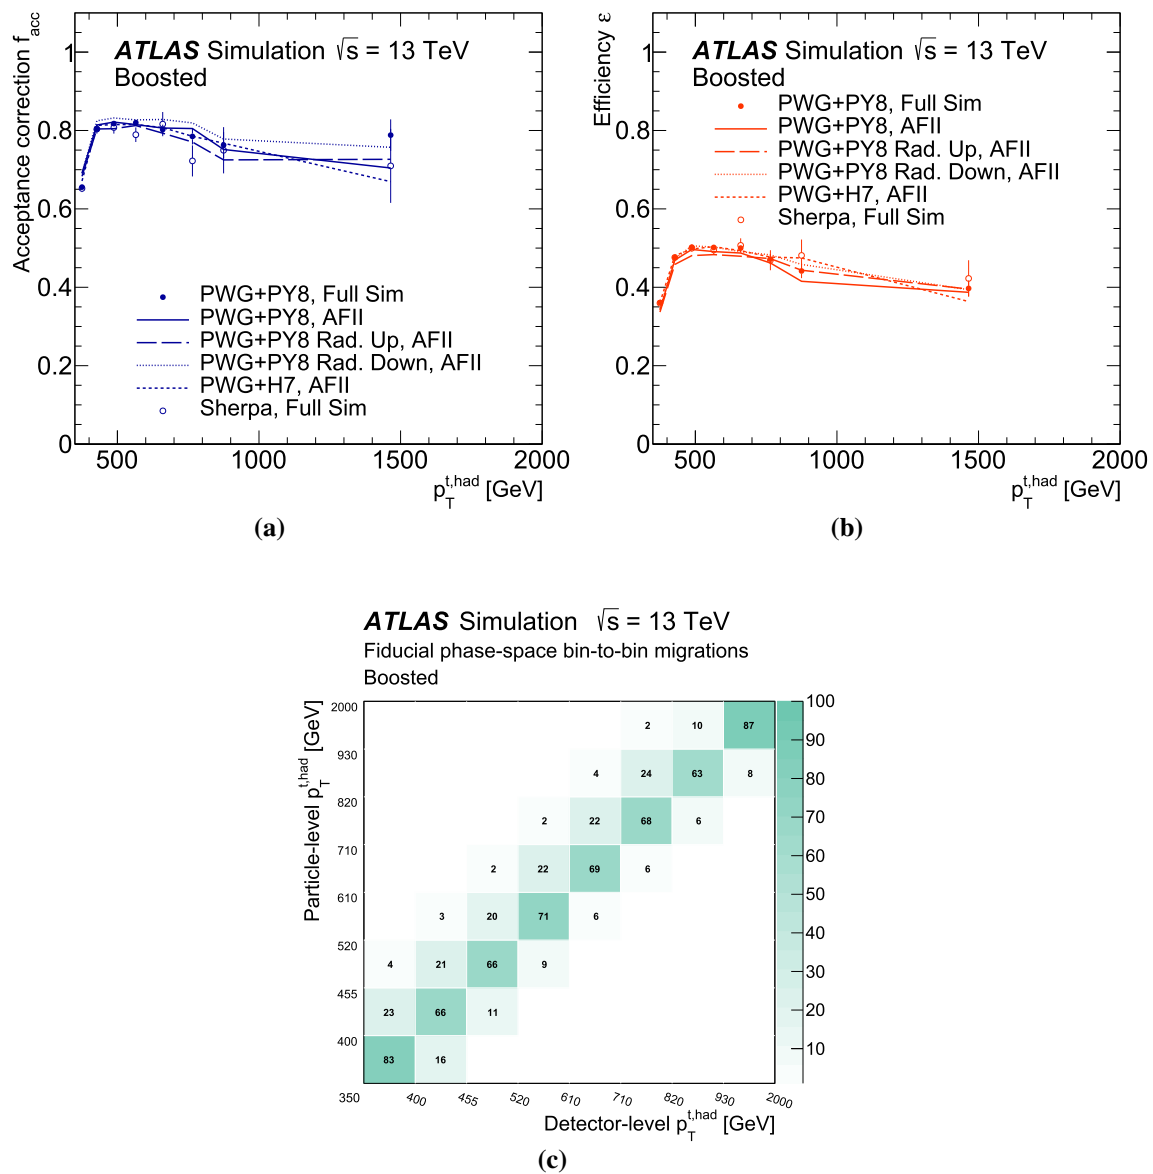 Acceptance correction f_acc
ATLAS Simulation √s = 13 TeV
Boosted
PWG+PY8, Full Sim
PWG+PY8, AFII
PWG+PY8 Rad. Up, AFII
PWG+PY8 Rad. Down, AFII
PWG+H7, AFII
Sherpa, Full Sim
1
0.8
0.6
0.4
0.2
0
500 1000 1500 2000
p_T^{t,had} [GeV]
(a)
Efficiency ε
ATLAS Simulation √s = 13 TeV
Boosted
PWG+PY8, Full Sim
PWG+PY8, AFII
PWG+PY8 Rad. Up, AFII
PWG+PY8 Rad. Down, AFII
PWG+H7, AFII
Sherpa, Full Sim
1
0.8
0.6
0.4
0.2
0
500 1000 1500 2000
p_T^{t,had} [GeV]
(b)
ATLAS Simulation √s = 13 TeV
Fiducial phase-space bin-to-bin migrations
Boosted
Particle-level p_T^{t,had} [GeV]
2000
930
820
710
610
520
455
400
2 10 87
4 24 63 8
2 22 68 6
2 22 69 6
3 20 71 6
4 21 66 9
23 66 11
83 16
100
90
80
70
60
50
40
30
20
10
350 400 455 520 610 710 820 930 2000
Detector-level p_T^{t,had} [GeV]
(c)